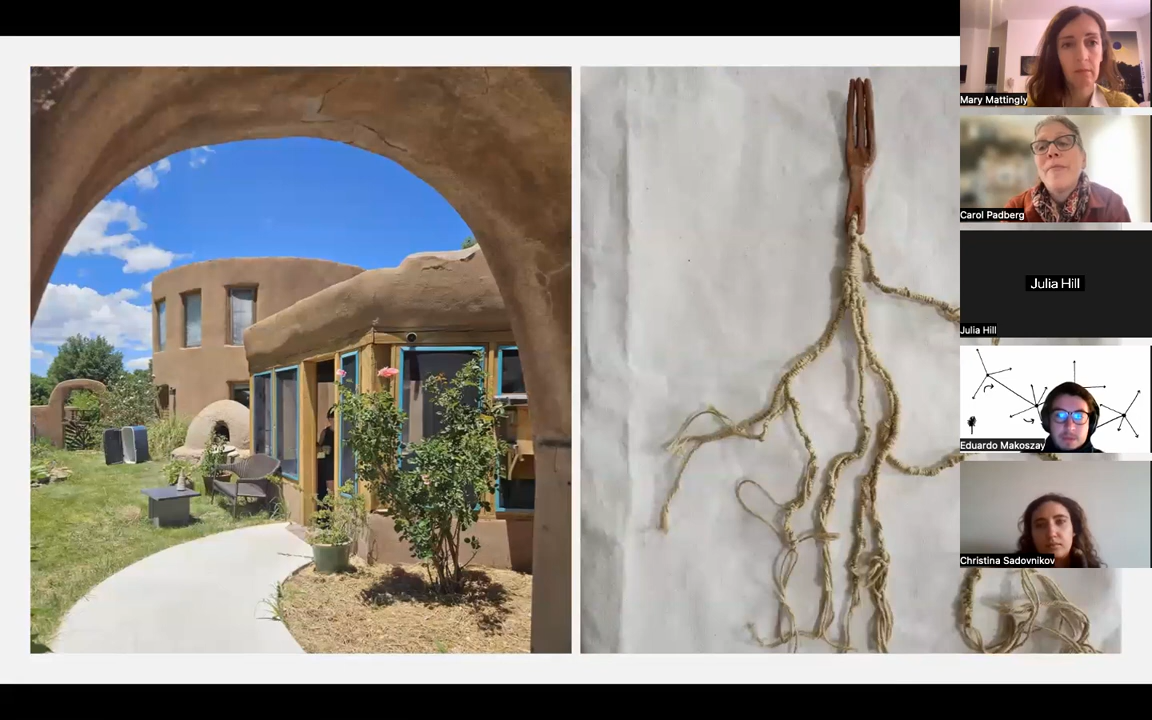 Mary Mattingly
Carol Padberg
Julia Hill
Julia Hill
Eduardo Makoszay
Christina Sadovnikov